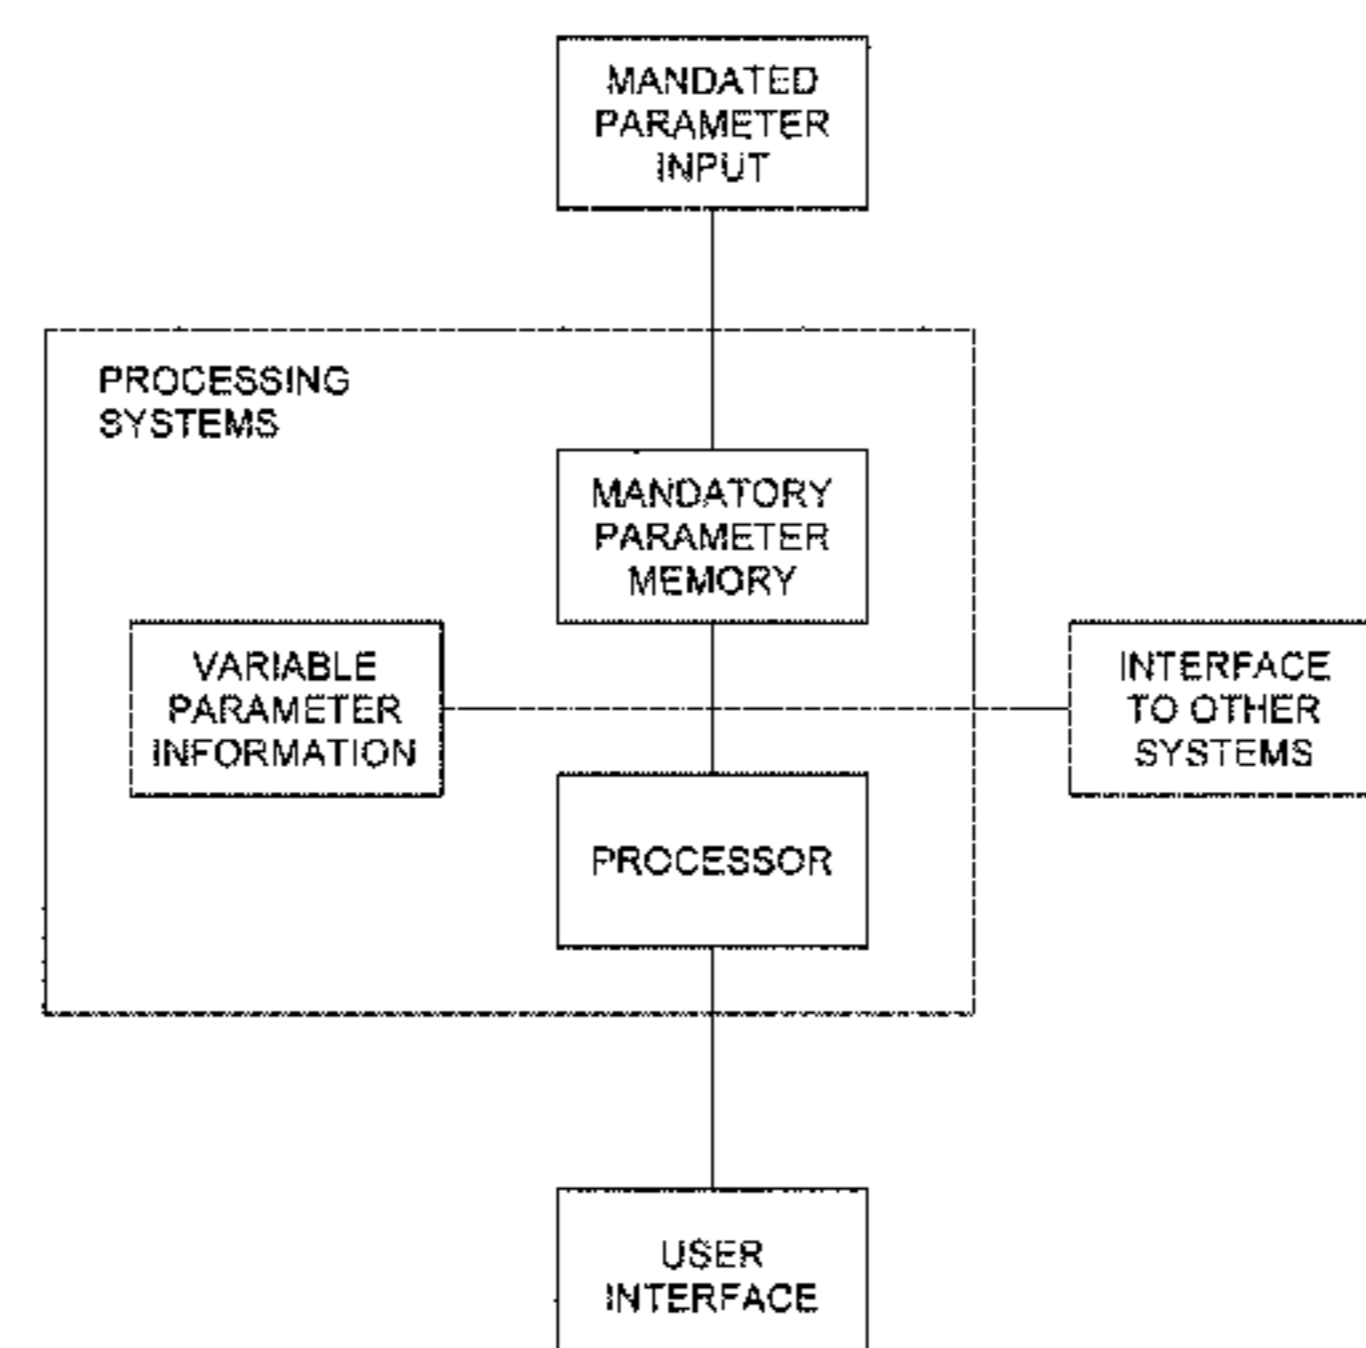 MANDATED
PARAMETER
INPUT
PROCESSING
SYSTEMS
MANDATORY
PARAMETER
MEMORY
VARIABLE
PARAMETER
INFORMATION
INTERFACE
TO OTHER
SYSTEMS
PROCESSOR
USER
INTERFACE